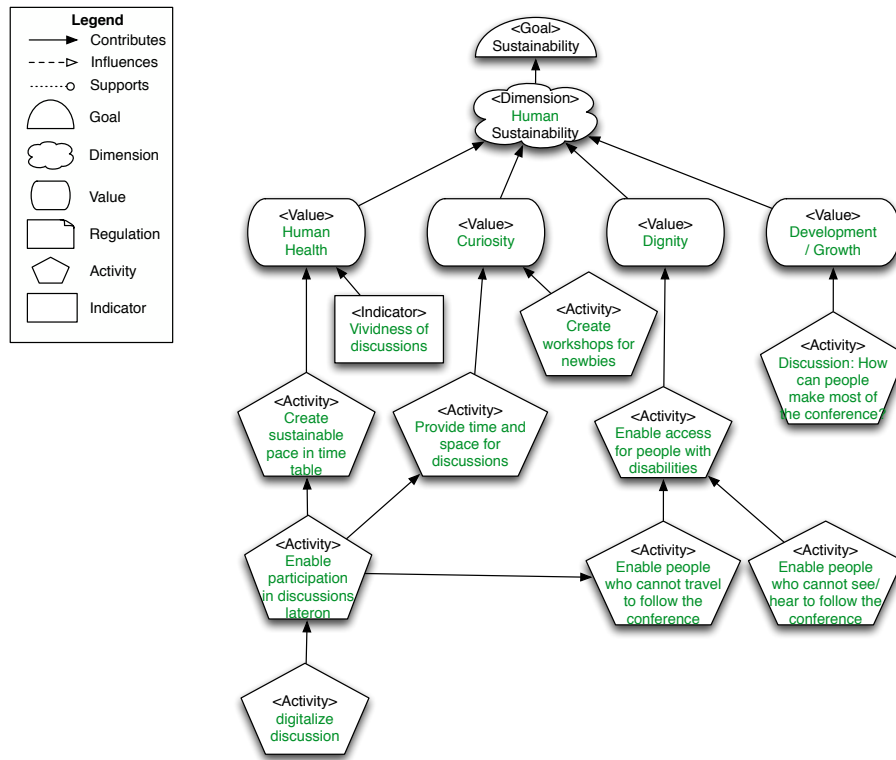 Legend
Contributes
Influences
Supports
Goal
Dimension
Value
Regulation
Activity
Indicator
<Goal>
Sustainability
<Dimension>
Human
Sustainability
<Value>
Human
Health
<Value>
Curiosity
<Value>
Dignity
<Value>
Development
/ Growth
<Indicator>
Vividness of
discussions
<Activity>
Create
workshops for
newbies
<Activity>
Discussion: How
can people
make most of
the conference?
<Activity>
Create
sustainable
pace in time
table
<Activity>
Provide time and
space for
discussions
<Activity>
Enable access
for people with
disabilities
<Activity>
Enable
participation
in discussions
lateron
<Activity>
Enable people
who cannot travel
to follow the
conference
<Activity>
Enable people
who cannot see/
hear to follow the
conference
<Activity>
digitalize
discussion